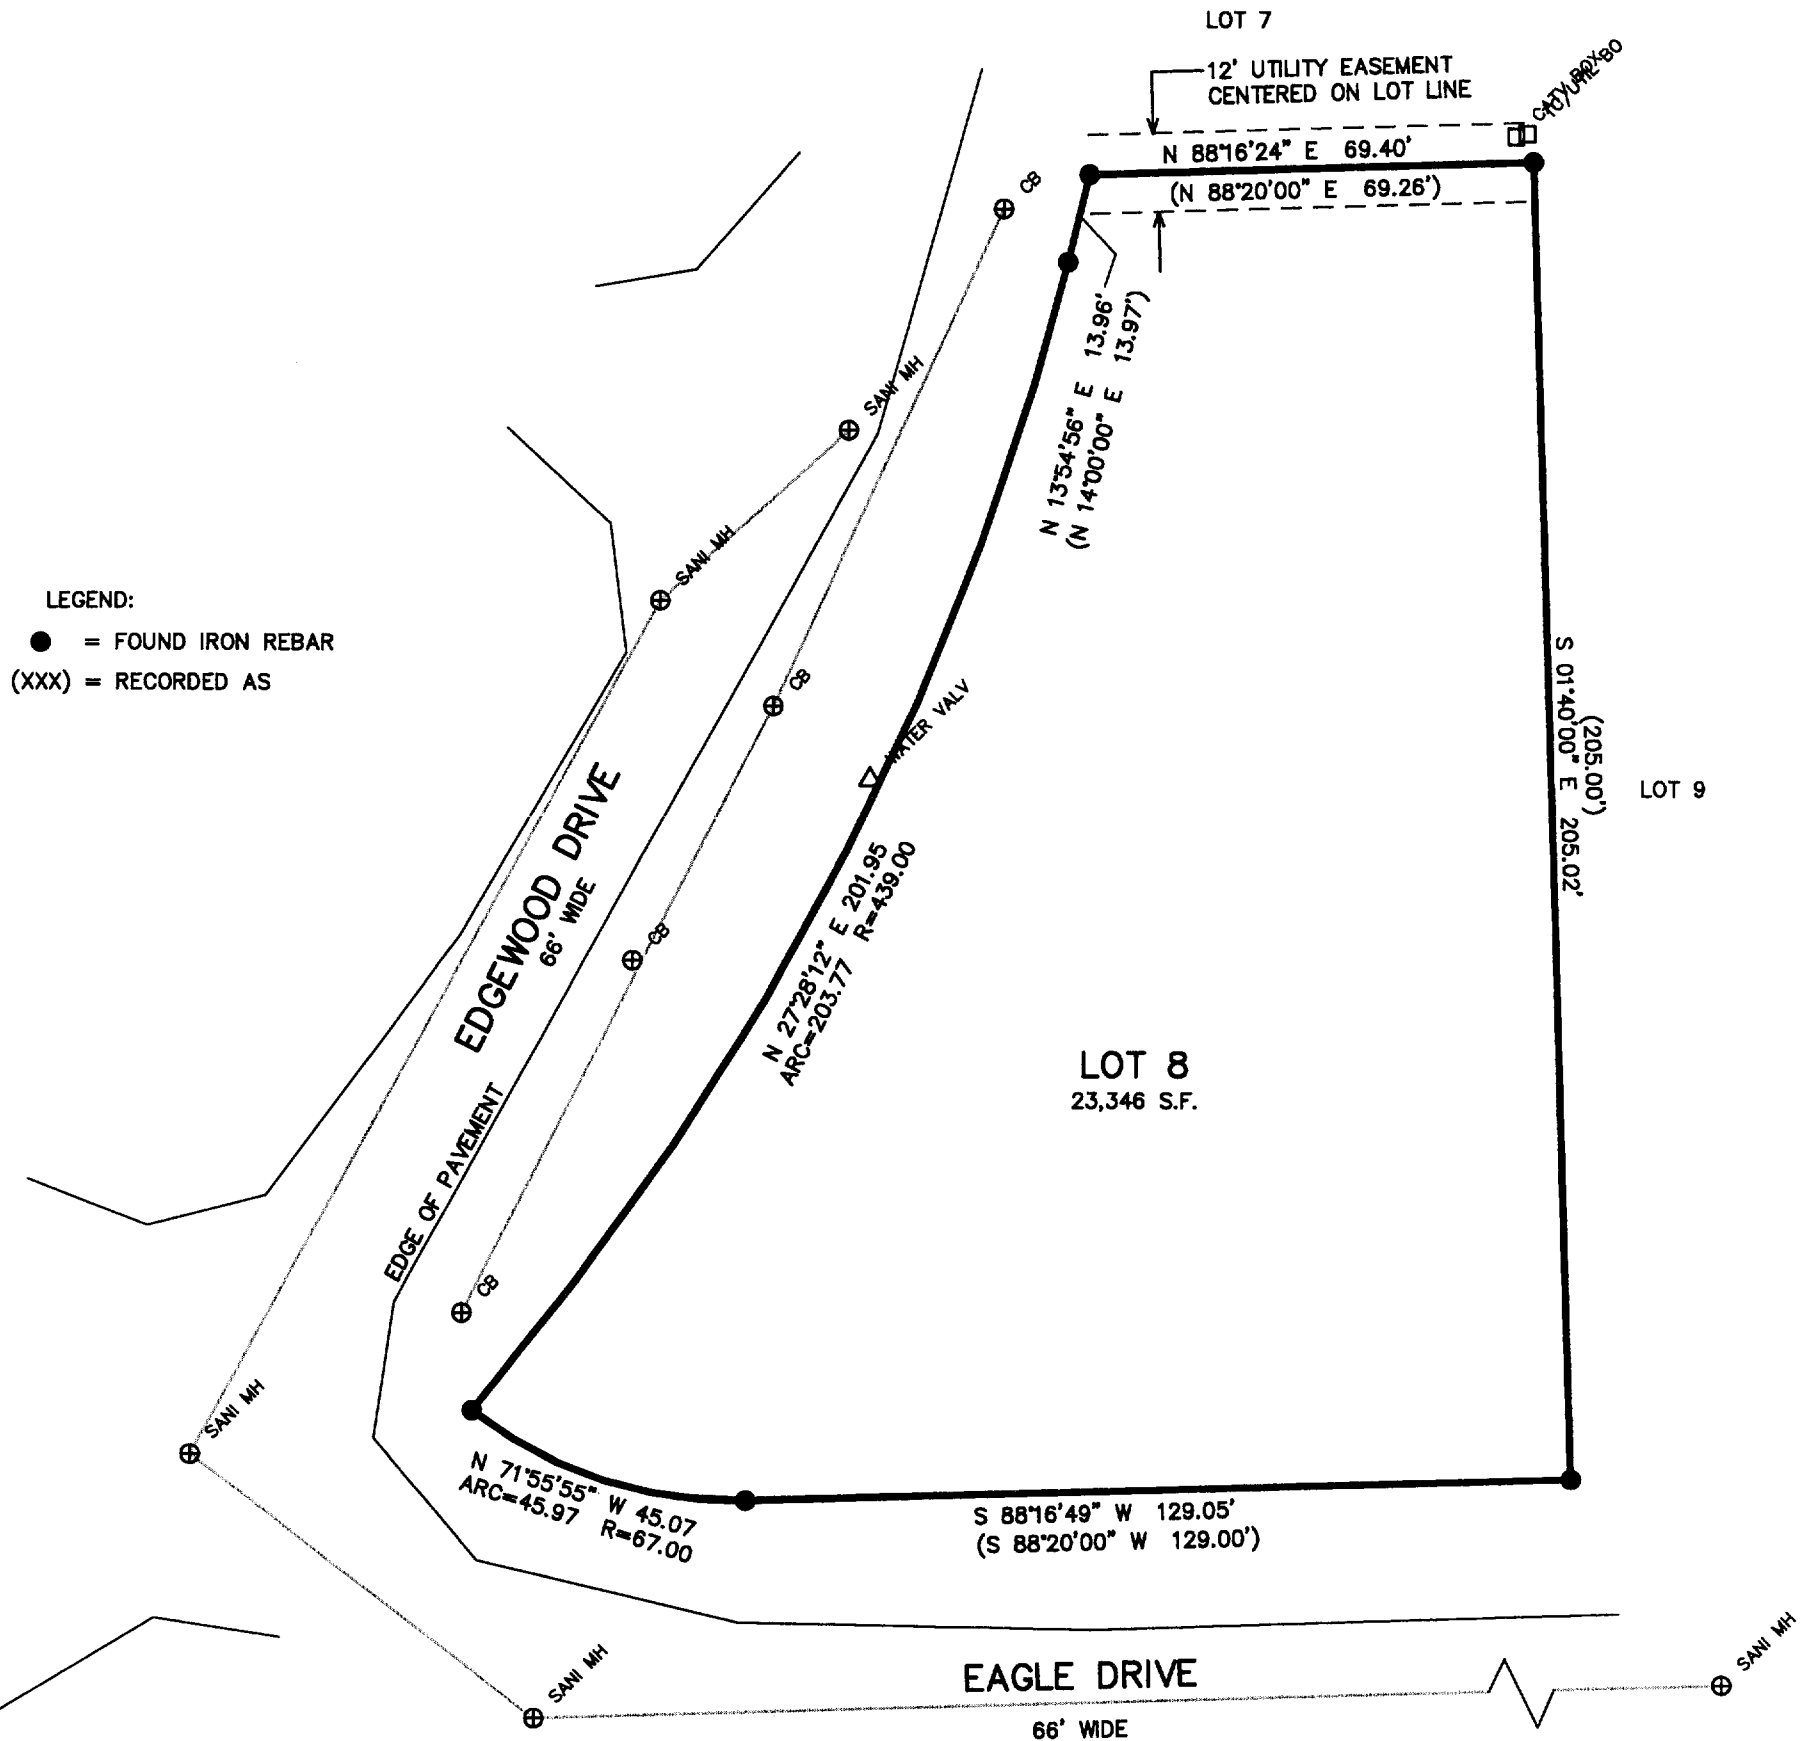 LOT 7
12' UTILITY EASEMENT
CENTERED ON LOT LINE
CATV BOX
N 88°16'24" E 69.40'
(N 88°20'00" E 69.26')
CB
N 13°54'56" E 13.96'
(N 14°00'00" E 13.97')
SANI MH
SANI MH
LEGEND:
= FOUND IRON REBAR
(XXX) = RECORDED AS
CB
WATER VALV
S 01°40'00" E 205.02'
(205.00')
LOT 9
EDGEWOOD DRIVE
66' WIDE
CB
N 27°28'12" E 201.95
ARC=203.77 R=439.00
LOT 8
23,346 S.F.
EDGE OF PAVEMENT
CB
SANI MH
N 71°55'55" W 45.07
ARC=45.97 R=67.00
S 88°16'49" W 129.05'
(S 88°20'00" W 129.00')
SANI MH
EAGLE DRIVE
66' WIDE
SANI MH